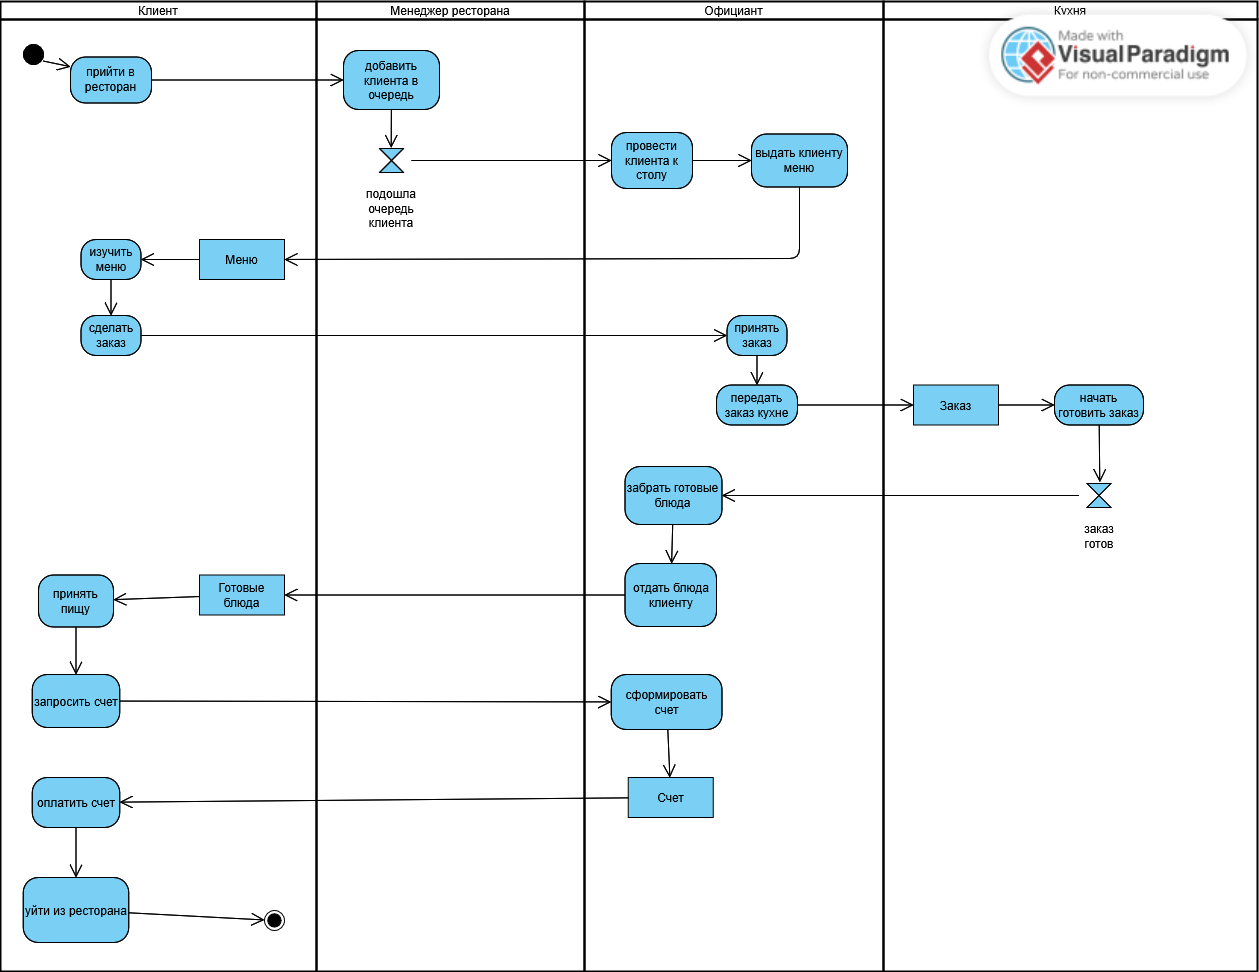 Клиент
Менеджер ресторана
Официант
Кухня
Made with
Visual Paradigm
For non-commercial use
прийти в
ресторан
добавить
клиента в
очередь
подошла
очередь
клиента
провести
клиента к
столу
выдать клиенту
меню
изучить
меню
Меню
сделать
заказ
принять
заказ
передать
заказ кухне
Заказ
начать
готовить заказ
забрать готовые
блюда
заказ
готов
принять
пищу
Готовые
блюда
отдать блюда
клиенту
запросить счет
сформировать
счет
оплатить счет
Счет
уйти из ресторана